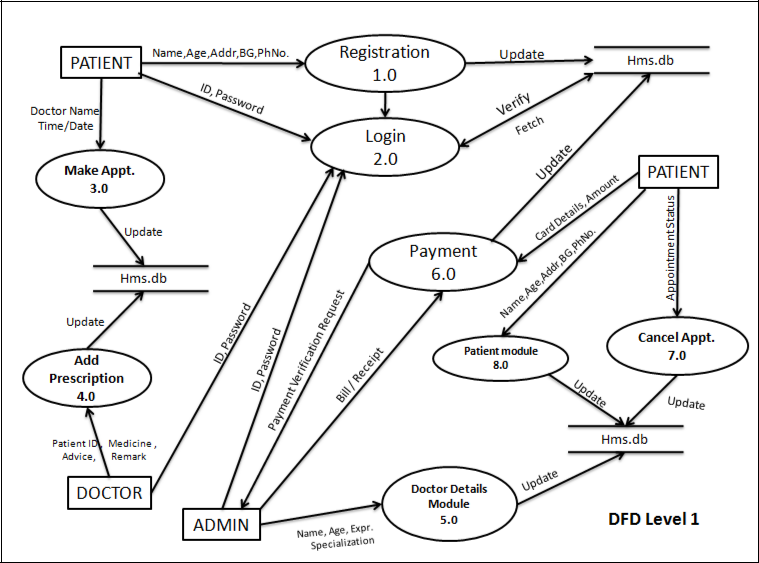 PATIENT
Name,Age,Addr,BG,PhNo.
Registration
1.0
Update
Hms.db
ID, Password
Verify
Fetch
Login
2.0
Doctor Name
Time/Date
Make Appt.
3.0
Update
PATIENT
Card Details, Amount
Name,Age,Addr,BG,PhNo.
Appointment Status
Update
Payment
6.0
Hms.db
Update
Add
Prescription
4.0
ID, Password
ID, Password
Payment Verification Request
Bill / Receipt
Patient module
8.0
Cancel Appt.
7.0
Update
Update
Hms.db
Patient ID , Medicine ,
Advice, Remark
DOCTOR
ADMIN
Name, Age, Expr.
Specialization
Doctor Details
Module
5.0
Update
DFD Level 1